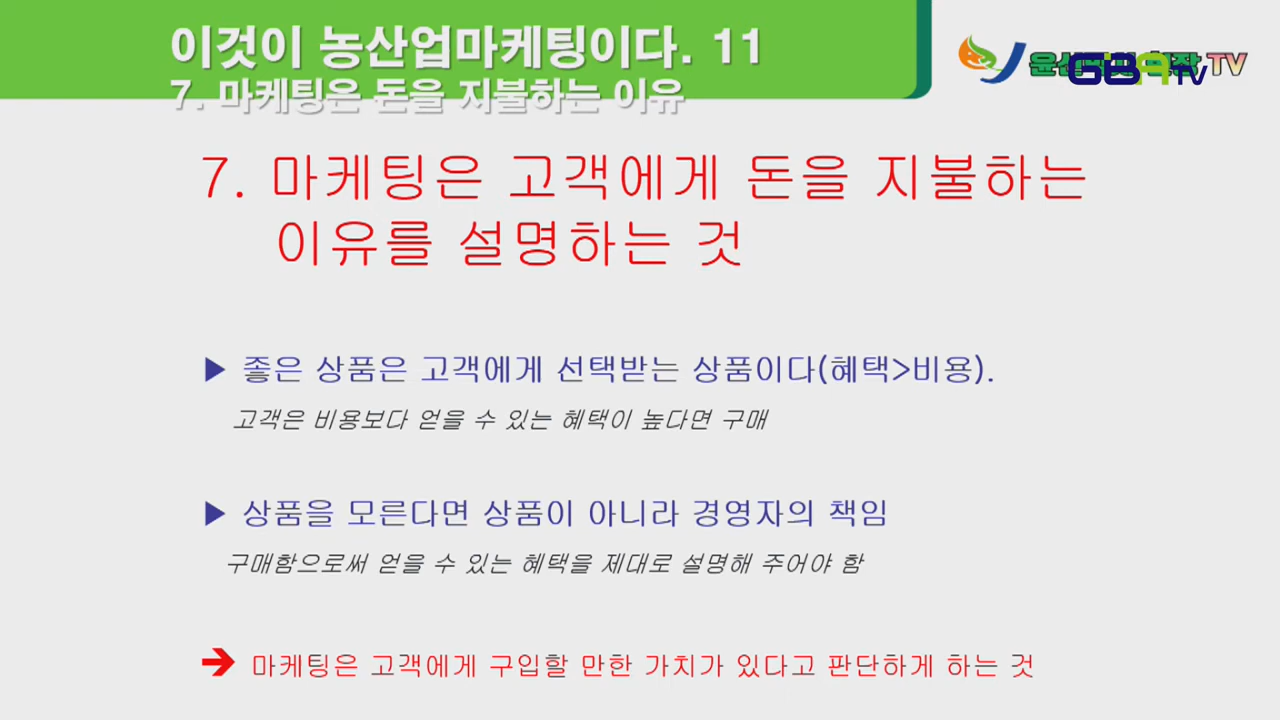 이것이 농산업마케팅이다. 11
7. 마케팅은 돈을 지불하는 이유
TV
GBATV
7. 마케팅은 고객에게 돈을 지불하는
이유를 설명하는 것
▶ 좋은 상품은 고객에게 선택받는 상품이다(혜택>비용).
고객은 비용보다 얻을 수 있는 혜택이 높다면 구매
▶ 상품을 모른다면 상품이 아니라 경영자의 책임
구매함으로써 얻을 수 있는 혜택을 제대로 설명해 주어야 함
➔ 마케팅은 고객에게 구입할 만한 가치가 있다고 판단하게 하는 것